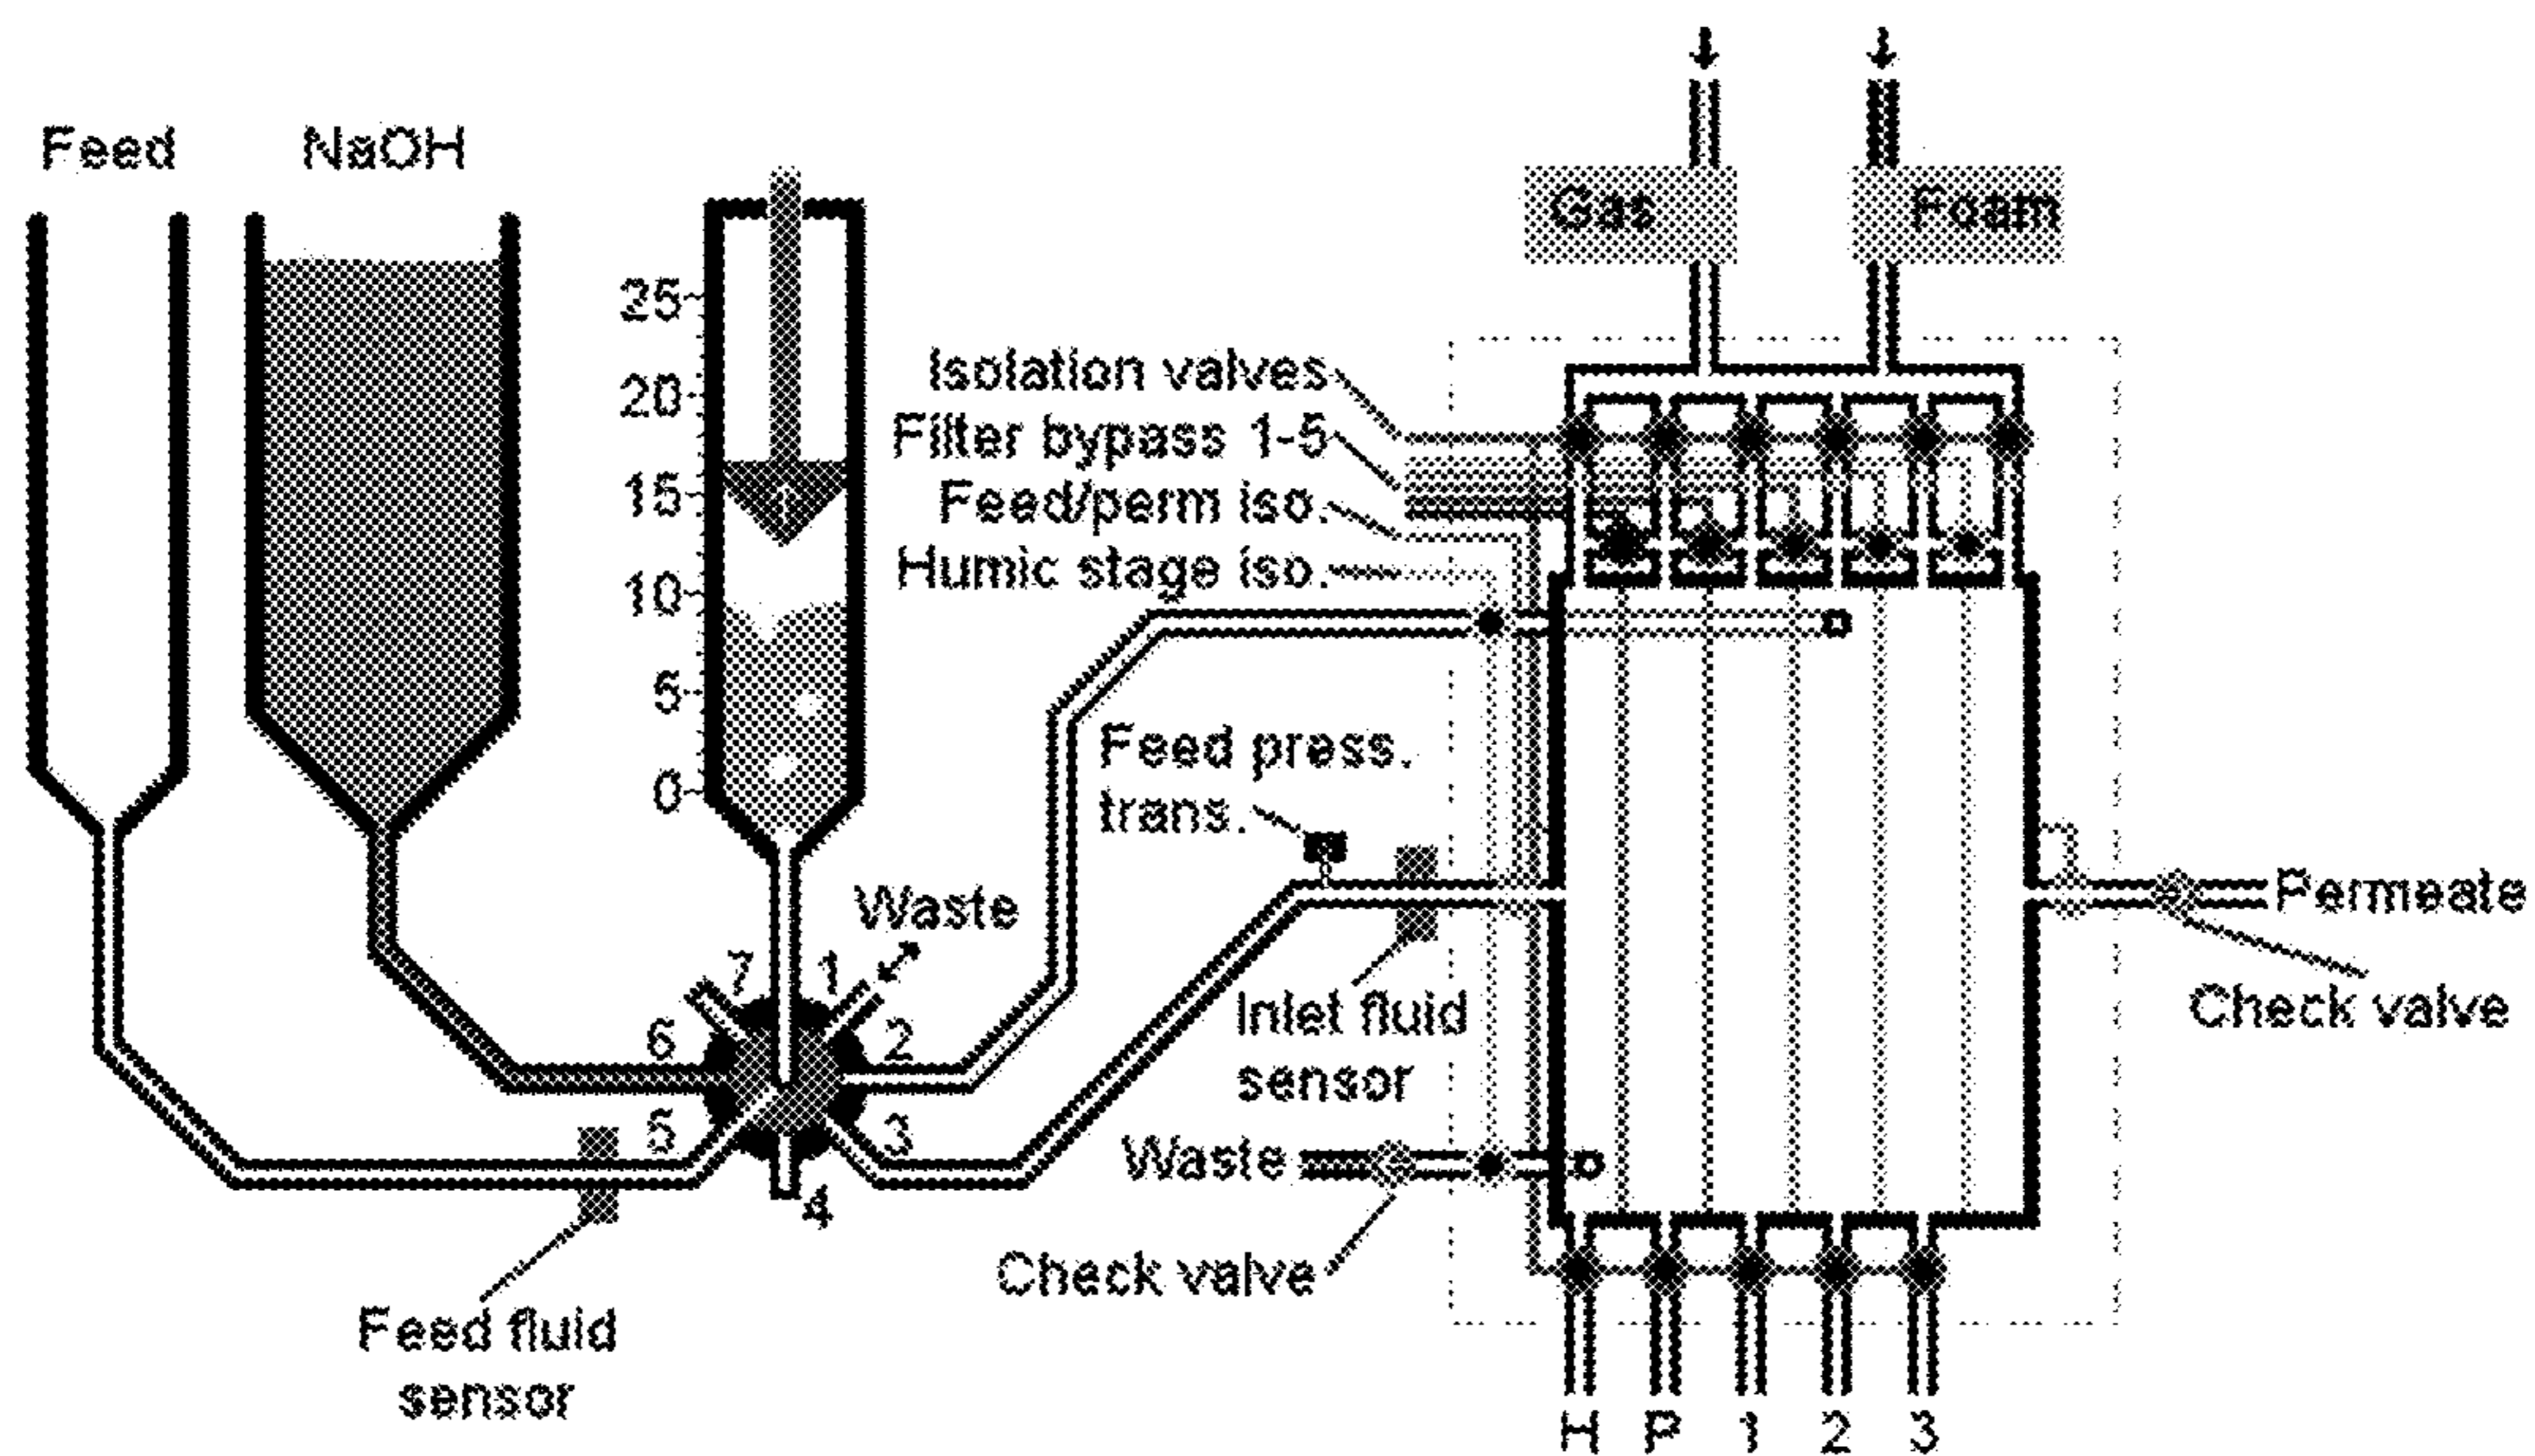 Feed
NaOH
Gas
Foam
25
20
15
10
5
0
Isolation valves
Filter bypass 1-5
Feed/perm iso.
Humic stage iso.
Feed press.
trans.
Waste
7
1
6
2
5
3
4
Inlet fluid
sensor
Permeate
Check valve
Waste
Check valve
Feed fluid
sensor
H P 1 2 3